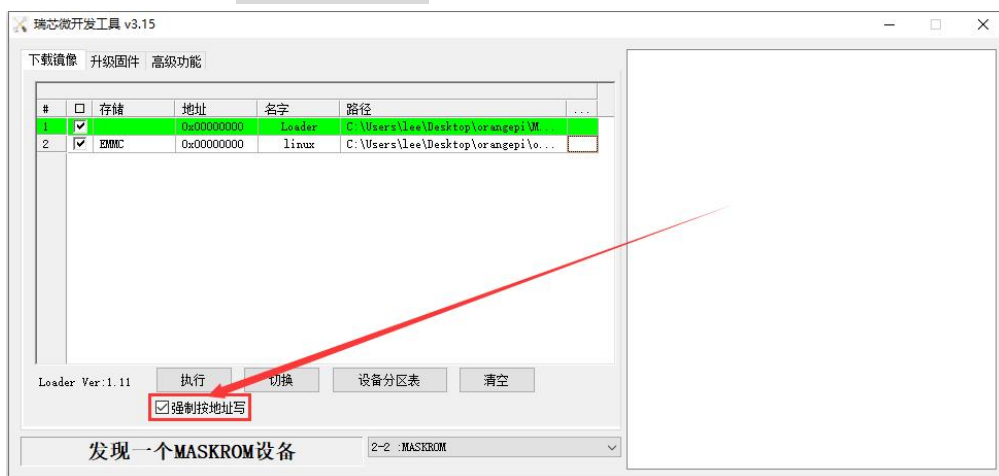 瑞芯微开发工具 v3.15
下载镜像 升级固件 高级功能
# 存储 地址 名字 路径 ...
1 0x00000000 Loader C:\Users\lee\Desktop\orangepi\M...
2 EMMC 0x00000000 linux C:\Users\lee\Desktop\orangepi\o...
Loader Ver:1.11 执行 切换 设备分区表 清空
强制按地址写
发现一个MASKROM设备 2-2 :MASKROM